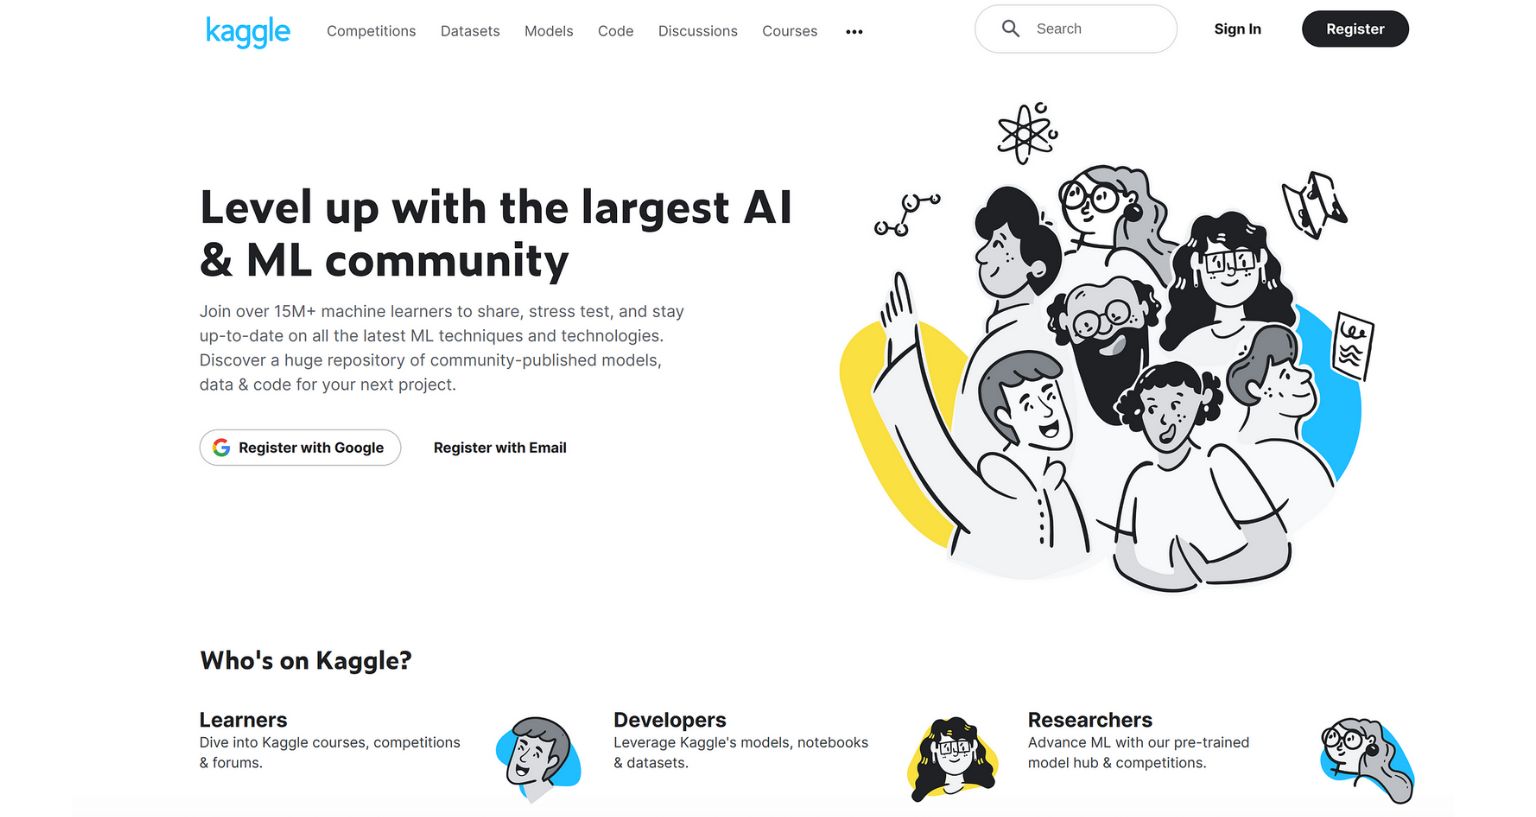 kaggle
Competitions
Datasets
Models
Code
Discussions
Courses
Search
Sign In
Register
Level up with the largest AI
& ML community
Join over 15M+ machine learners to share, stress test, and stay
up-to-date on all the latest ML techniques and technologies.
Discover a huge repository of community-published models,
data & code for your next project.
Register with Google
Register with Email
Who's on Kaggle?
Learners
Dive into Kaggle courses, competitions
& forums.
Developers
Leverage Kaggle's models, notebooks
& datasets.
Researchers
Advance ML with our pre-trained
model hub & competitions.